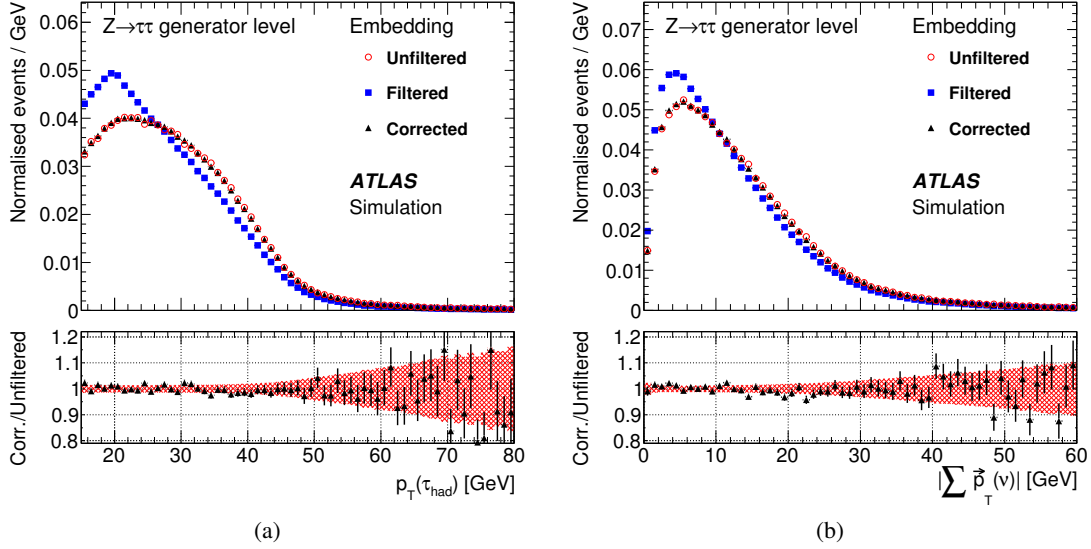 Normalised events / GeV
0.06
0.05
0.04
0.03
0.02
0.01
0
Z→ττ generator level
Embedding
Unfiltered
Filtered
Corrected
ATLAS
Simulation
Corr./Unfiltered
1.2
1.1
1
0.9
0.8
20 30 40 50 60 70 80
p_T(τ_had) [GeV]
(a)
Normalised events / GeV
0.07
0.06
0.05
0.04
0.03
0.02
0.01
0
Z→ττ generator level
Embedding
Unfiltered
Filtered
Corrected
ATLAS
Simulation
Corr./Unfiltered
1.2
1.1
1
0.9
0.8
0 10 20 30 40 50 60
|∑ p⃗_T(ν)| [GeV]
(b)